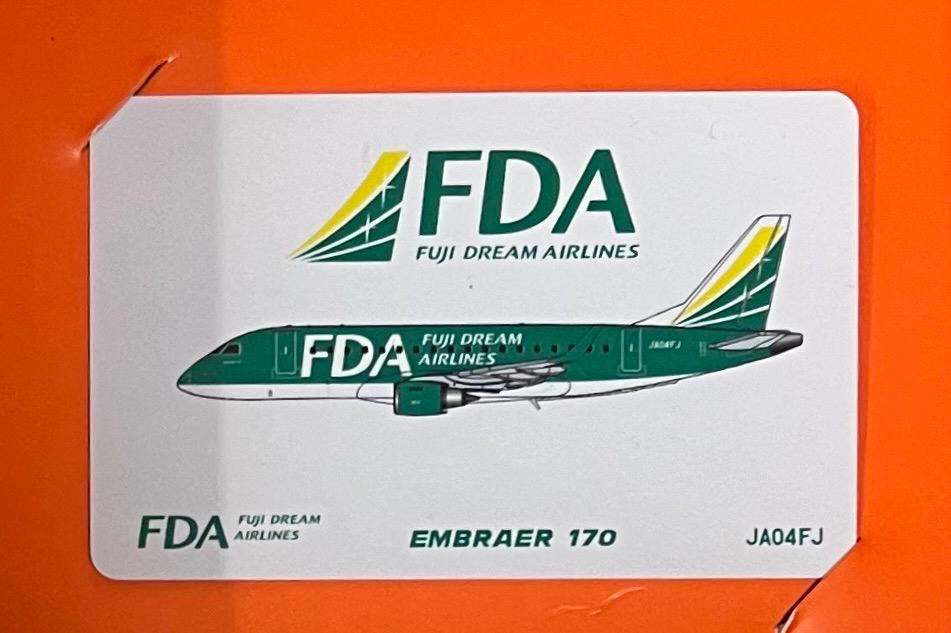 FDA
FUJI DREAM AIRLINES
FDA
FUJI DREAM
AIRLINES
JA04FJ
FDA
FUJI DREAM
AIRLINES
EMBRAER 170
JA04FJ